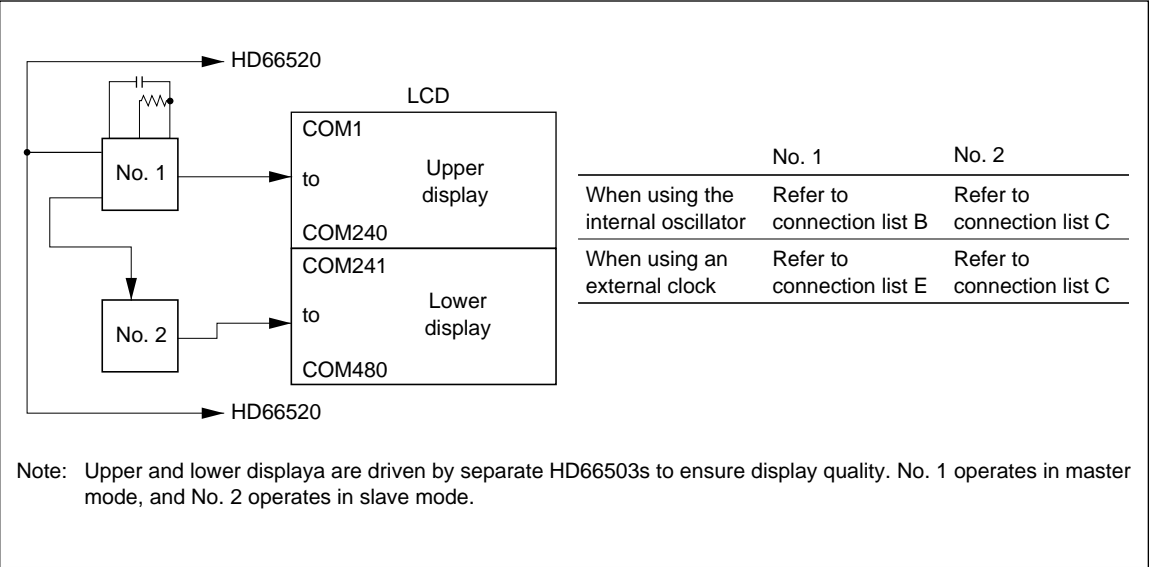 HD66520
LCD
No. 1
COM1
to
COM240
Upper
display
COM241
to
COM480
Lower
display
No. 2
HD66520
No. 1 No. 2
When using the Refer to Refer to
internal oscillator connection list B connection list C
When using an Refer to Refer to
external clock connection list E connection list C
Note: Upper and lower displaya are driven by separate HD66503s to ensure display quality. No. 1 operates in master
mode, and No. 2 operates in slave mode.